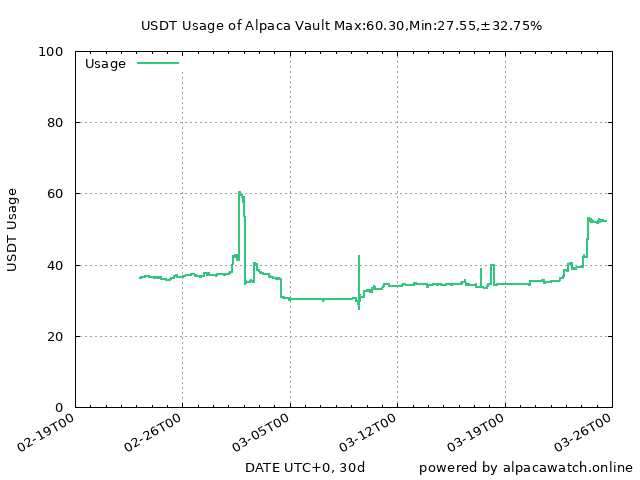 USDT Usage of Alpaca Vault Max:60.30,Min:27.55,±32.75%
Usage
100
80
60
40
20
0
USDT Usage
02-19T00
02-26T00
03-05T00
03-12T00
03-19T00
03-26T00
DATE UTC+0, 30d
powered by alpacawatch.online